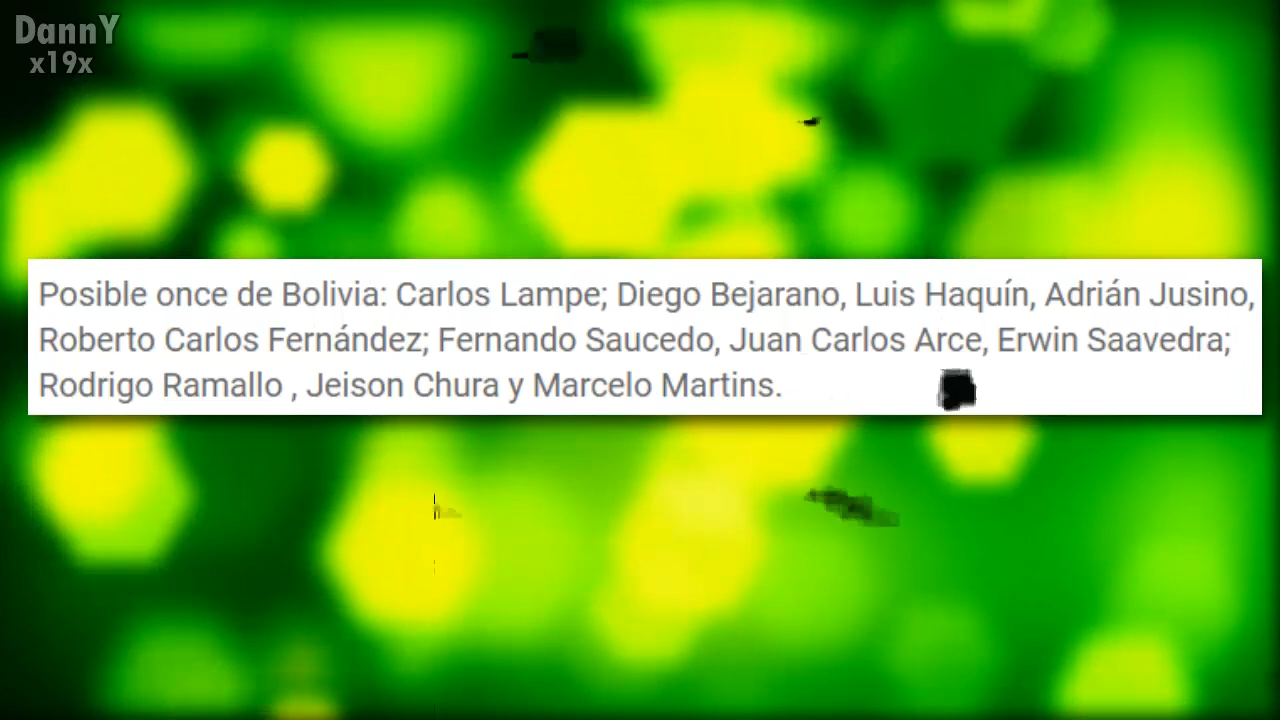 DannY
x19x
Posible once de Bolivia: Carlos Lampe; Diego Bejarano, Luis Haquín, Adrián Jusino,
Roberto Carlos Fernández; Fernando Saucedo, Juan Carlos Arce, Erwin Saavedra;
Rodrigo Ramallo , Jeison Chura y Marcelo Martins.